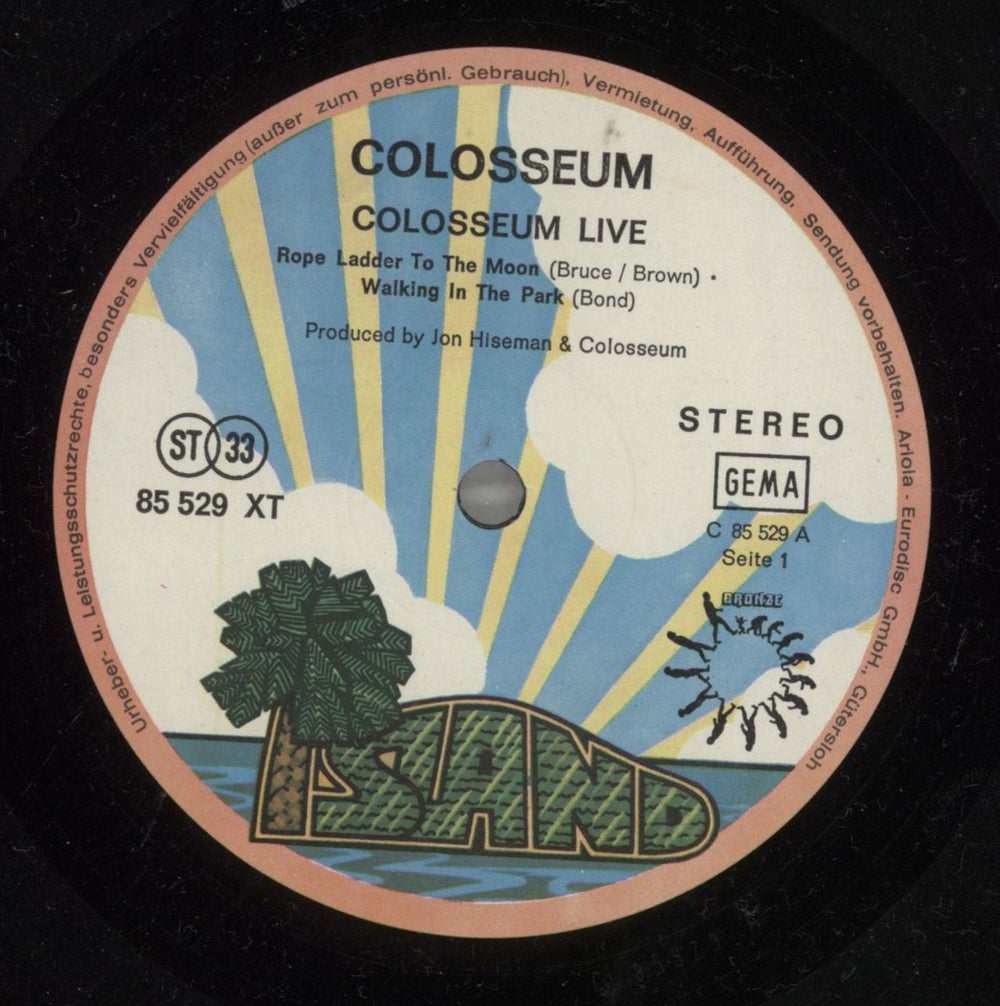 Urheber- u. Leistungsschutzrechte, besonders Vervielfältigung (außer zum persönl. Gebrauch), Vermietung, Aufführung, Sendung vorbehalten. Ariola · Eurodisc GmbH., Gütersloh
COLOSSEUM
COLOSSEUM LIVE
Rope Ladder To The Moon (Bruce / Brown) ·
Walking In The Park (Bond)
Produced by Jon Hiseman & Colosseum
STEREO
ST 33
GEMA
85 529 XT
C 85 529 A
Seite 1
BRONZE
ISLAND